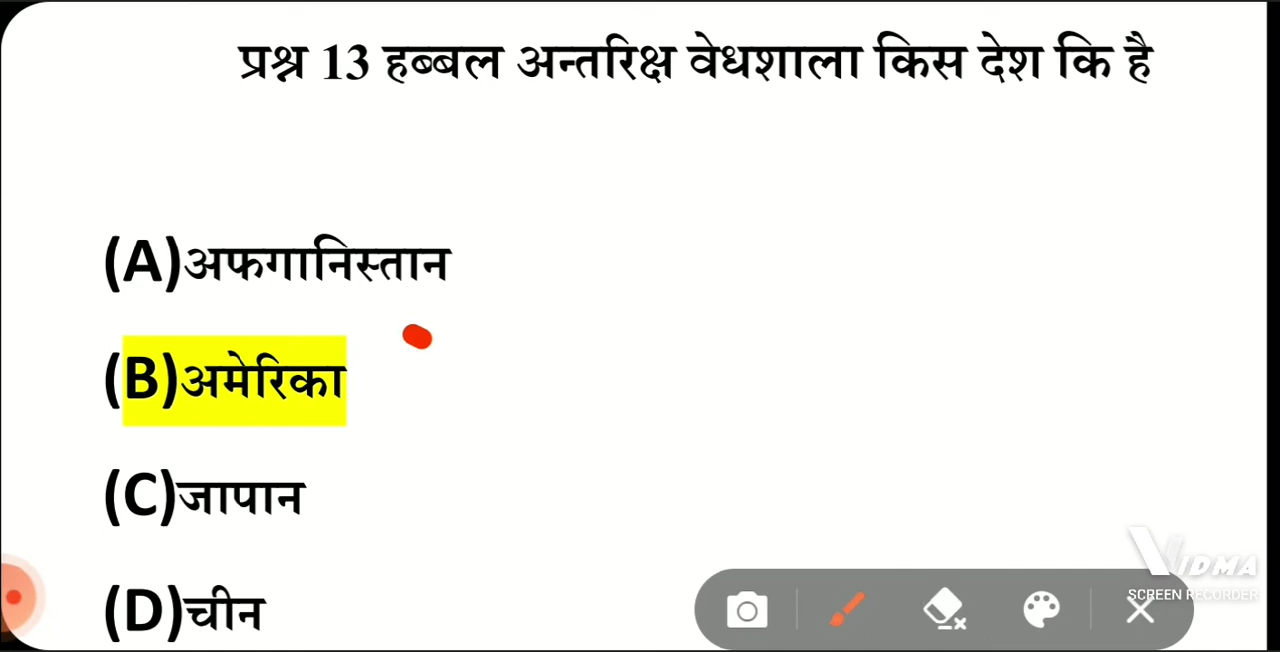 प्रश्न 13 हब्बल अन्तरिक्ष वेधशाला किस देश कि है
(A)अफगानिस्तान
(B)अमेरिका
(C)जापान
(D)चीन
VIDMA
SCREEN RECORDER